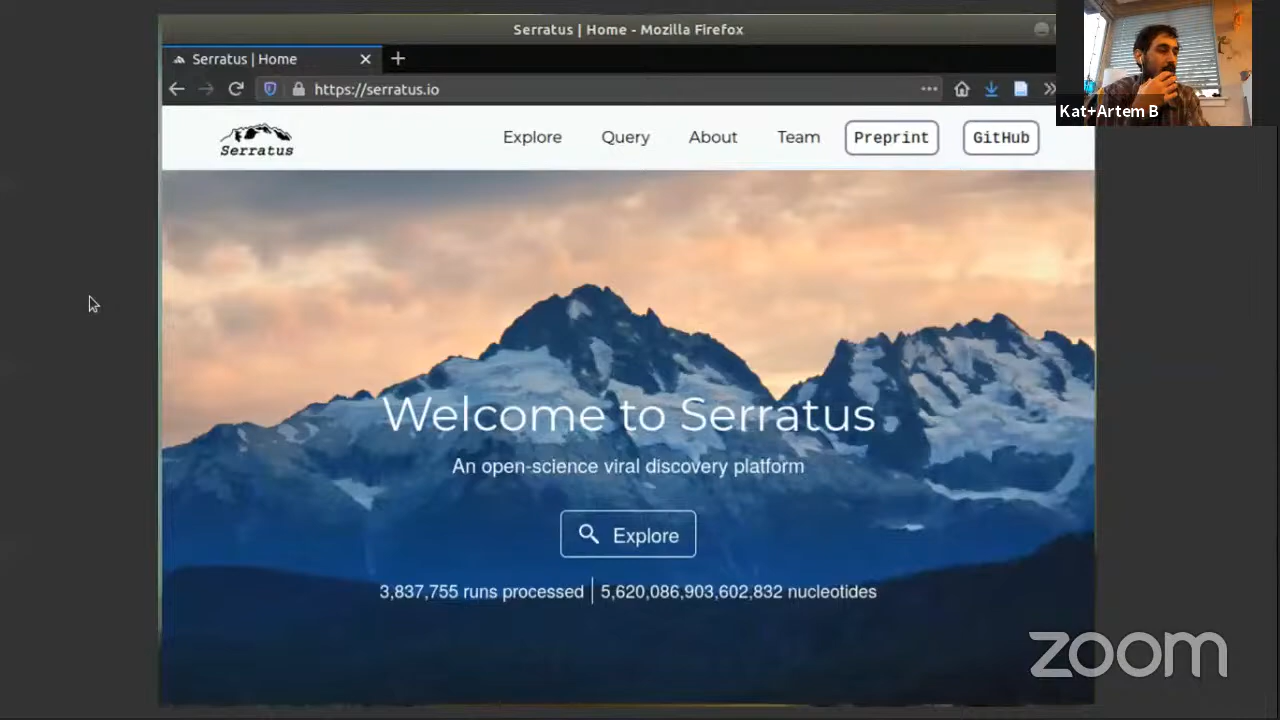 Serratus | Home - Mozilla Firefox
Serratus | Home
https://serratus.io
Kat+Artem B
Serratus
Explore
Query
About
Team
Preprint
GitHub
Welcome to Serratus
An open-science viral discovery platform
Explore
3,837,755 runs processed | 5,620,086,903,602,832 nucleotides
zoom